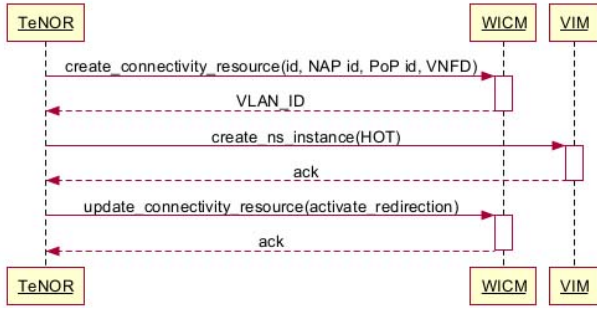 TeNOR WICM VIM
create_connectivity_resource(id, NAP id, PoP id, VNFD)
VLAN_ID
create_ns_instance(HOT)
ack
update_connectivity_resource(activate_redirection)
ack
TeNOR WICM VIM